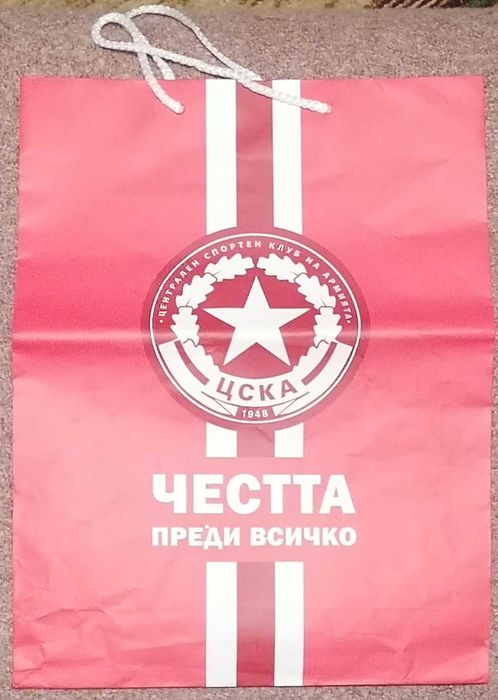 • ЦЕНТРАЛЕН СПОРТЕН КЛУБ НА АРМИЯТА •
ЦСКА
1948
ЧЕСТТА
ПРЕДИ ВСИЧКО